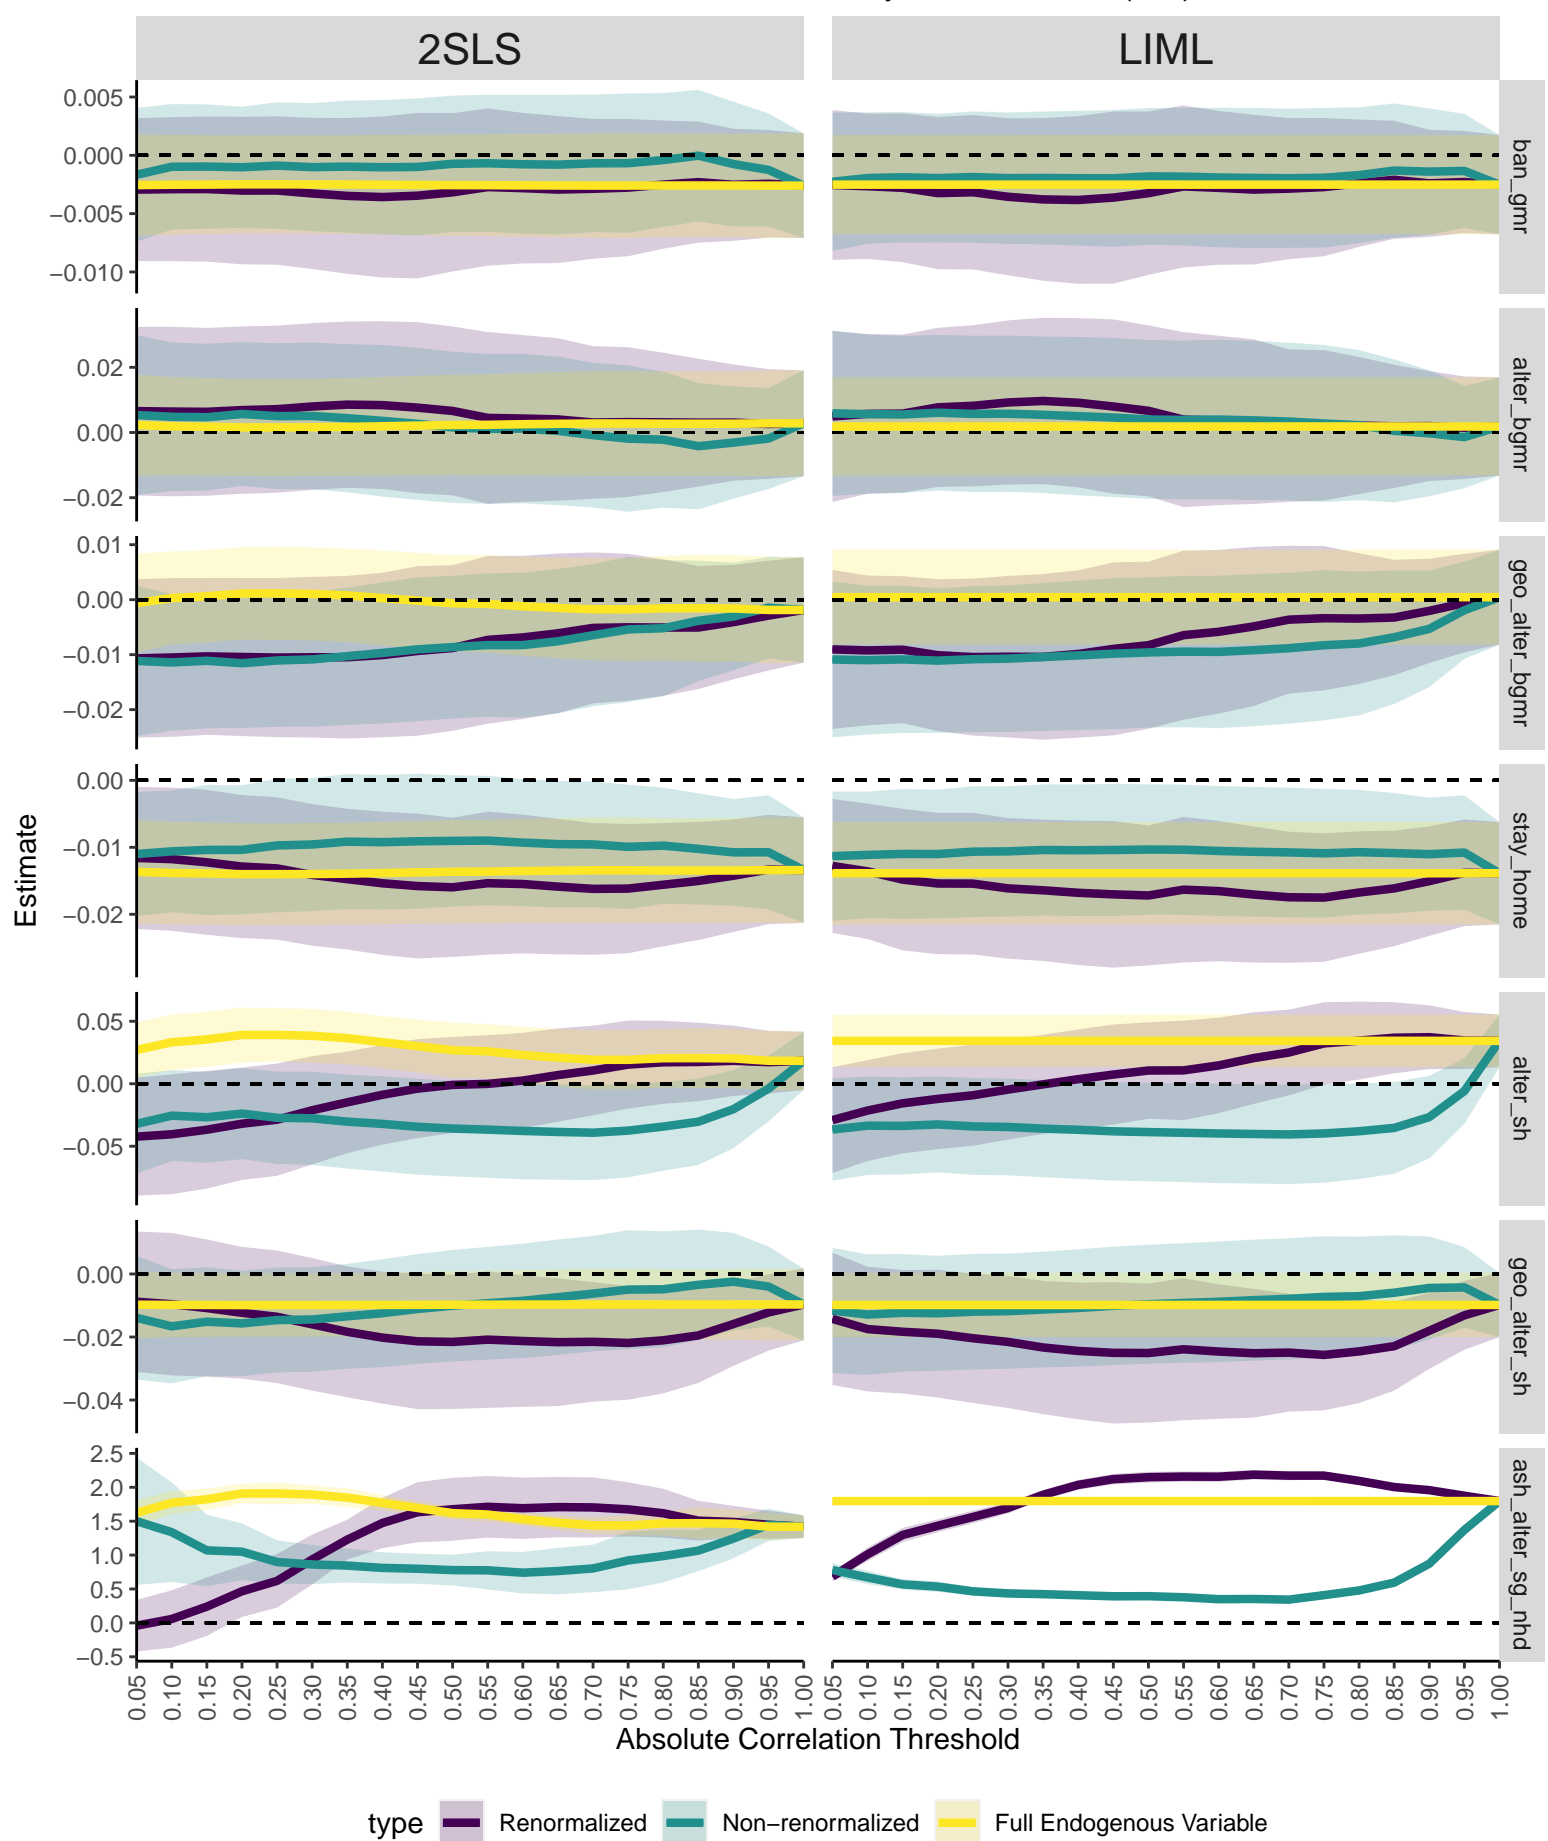 2SLS
LIML
0.005
0.000
−0.005
−0.010
ban_gmr
0.02
0.00
−0.02
alter_bgmr
0.01
0.00
−0.01
−0.02
geo_alter_bgmr
0.00
−0.01
−0.02
stay_home
Estimate
0.05
0.00
−0.05
alter_sh
0.00
−0.02
−0.04
geo_alter_sh
2.5
2.0
1.5
1.0
0.5
0.0
−0.5
ash_alter_sg_nhd
0.05 0.10 0.15 0.20 0.25 0.30 0.35 0.40 0.45 0.50 0.55 0.60 0.65 0.70 0.75 0.80 0.85 0.90 0.95 1.00
0.05 0.10 0.15 0.20 0.25 0.30 0.35 0.40 0.45 0.50 0.55 0.60 0.65 0.70 0.75 0.80 0.85 0.90 0.95 1.00
Absolute Correlation Threshold
type Renormalized Non−renormalized Full Endogenous Variable